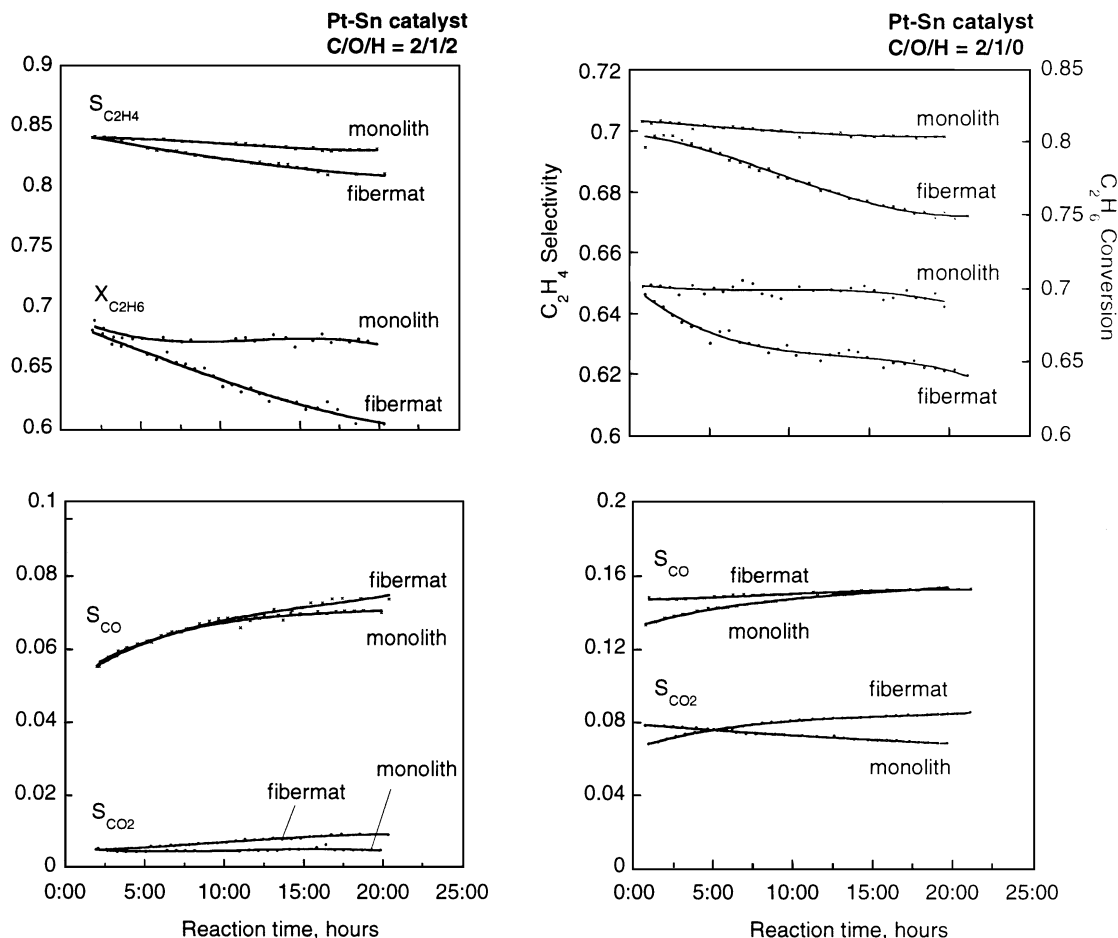 Pt-Sn catalyst
C/O/H = 2/1/2
0.9
0.85
0.8
0.75
0.7
0.65
0.6
S_C2H4
monolith
fibermat
X_C2H6
monolith
fibermat
Pt-Sn catalyst
C/O/H = 2/1/0
0.72
0.7
0.68
0.66
0.64
0.62
0.6
C2H4 Selectivity
monolith
fibermat
monolith
fibermat
0.85
0.8
0.75
0.7
0.65
0.6
C2H6 Conversion
0.1
0.08
0.06
0.04
0.02
0
S_CO
fibermat
monolith
S_CO2
fibermat
monolith
0:00 5:00 10:00 15:00 20:00 25:00
Reaction time, hours
0.2
0.16
0.12
0.08
0.04
0
S_CO
fibermat
monolith
S_CO2
fibermat
monolith
0:00 5:00 10:00 15:00 20:00 25:00
Reaction time, hours